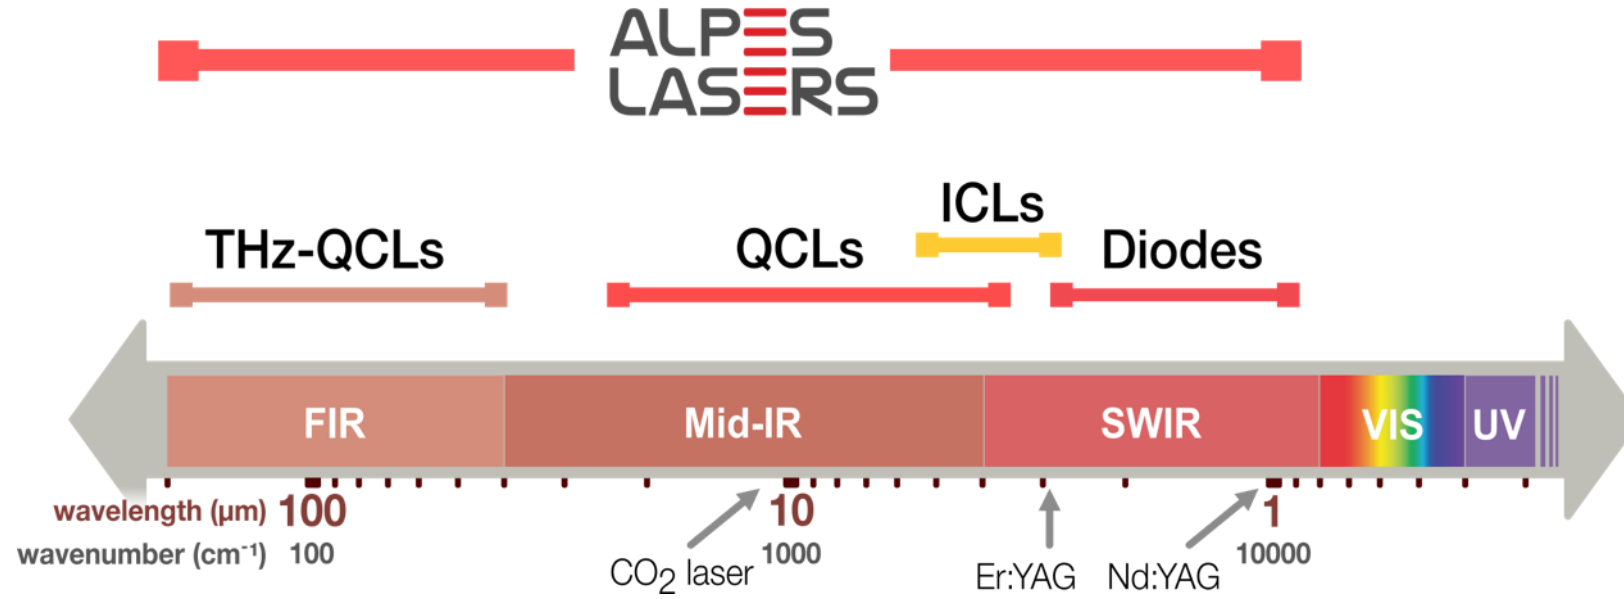 ALPES
LASERS
ICLs
THz-QCLs QCLs Diodes
FIR Mid-IR SWIR VIS UV
wavelength (µm) 100 10 1
wavenumber (cm⁻¹) 100 1000 10000
CO₂ laser Er:YAG Nd:YAG